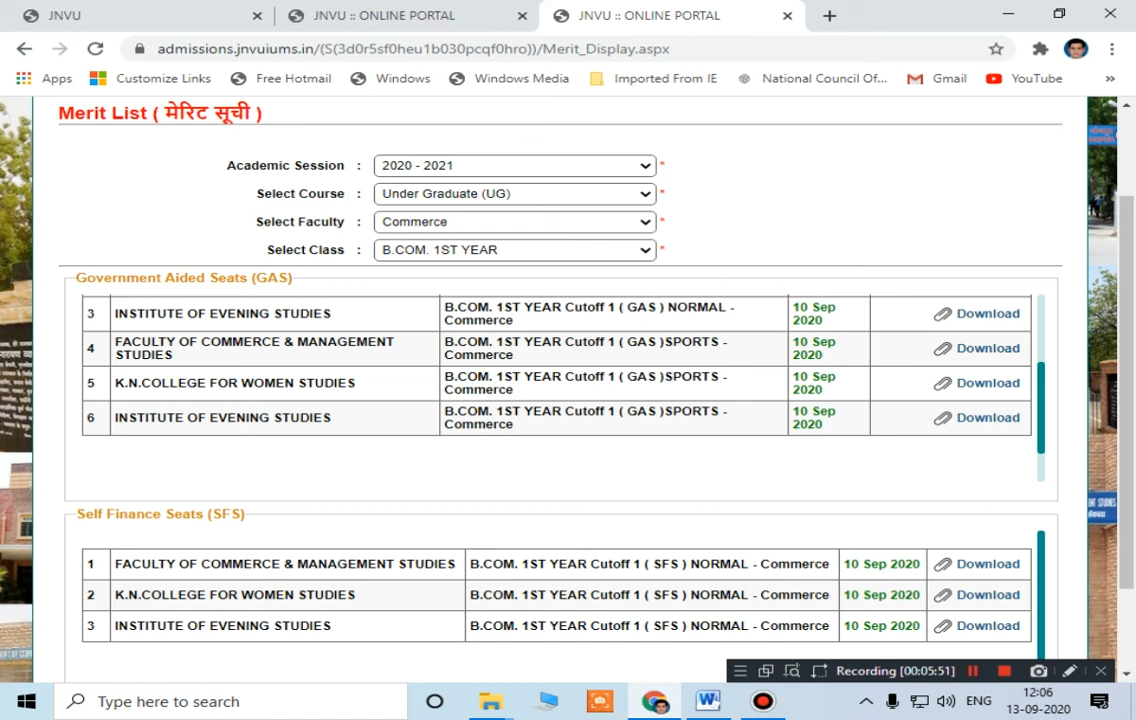 JNVU
JNVU :: ONLINE PORTAL
JNVU :: ONLINE PORTAL
admissions.jnvuiums.in/(S(3d0r5sf0heu1b030pcqf0hro))/Merit_Display.aspx
Apps
Customize Links
Free Hotmail
Windows
Windows Media
Imported From IE
National Council Of...
Gmail
YouTube
»
Merit List ( मेरिट सूची )
Academic Session : 2020 - 2021 *
Select Course : Under Graduate (UG) *
Select Faculty : Commerce *
Select Class : B.COM. 1ST YEAR *
Government Aided Seats (GAS)
3 INSTITUTE OF EVENING STUDIES B.COM. 1ST YEAR Cutoff 1 ( GAS ) NORMAL - 10 Sep Download
Commerce 2020
4 FACULTY OF COMMERCE & MANAGEMENT B.COM. 1ST YEAR Cutoff 1 ( GAS )SPORTS - 10 Sep Download
STUDIES Commerce 2020
5 K.N.COLLEGE FOR WOMEN STUDIES B.COM. 1ST YEAR Cutoff 1 ( GAS )SPORTS - 10 Sep Download
Commerce 2020
6 INSTITUTE OF EVENING STUDIES B.COM. 1ST YEAR Cutoff 1 ( GAS )SPORTS - 10 Sep Download
Commerce 2020
Self Finance Seats (SFS)
1 FACULTY OF COMMERCE & MANAGEMENT STUDIES B.COM. 1ST YEAR Cutoff 1 ( SFS ) NORMAL - Commerce 10 Sep 2020 Download
2 K.N.COLLEGE FOR WOMEN STUDIES B.COM. 1ST YEAR Cutoff 1 ( SFS ) NORMAL - Commerce 10 Sep 2020 Download
3 INSTITUTE OF EVENING STUDIES B.COM. 1ST YEAR Cutoff 1 ( SFS ) NORMAL - Commerce 10 Sep 2020 Download
Recording [00:05:51]
Type here to search
ENG
12:06
13-09-2020